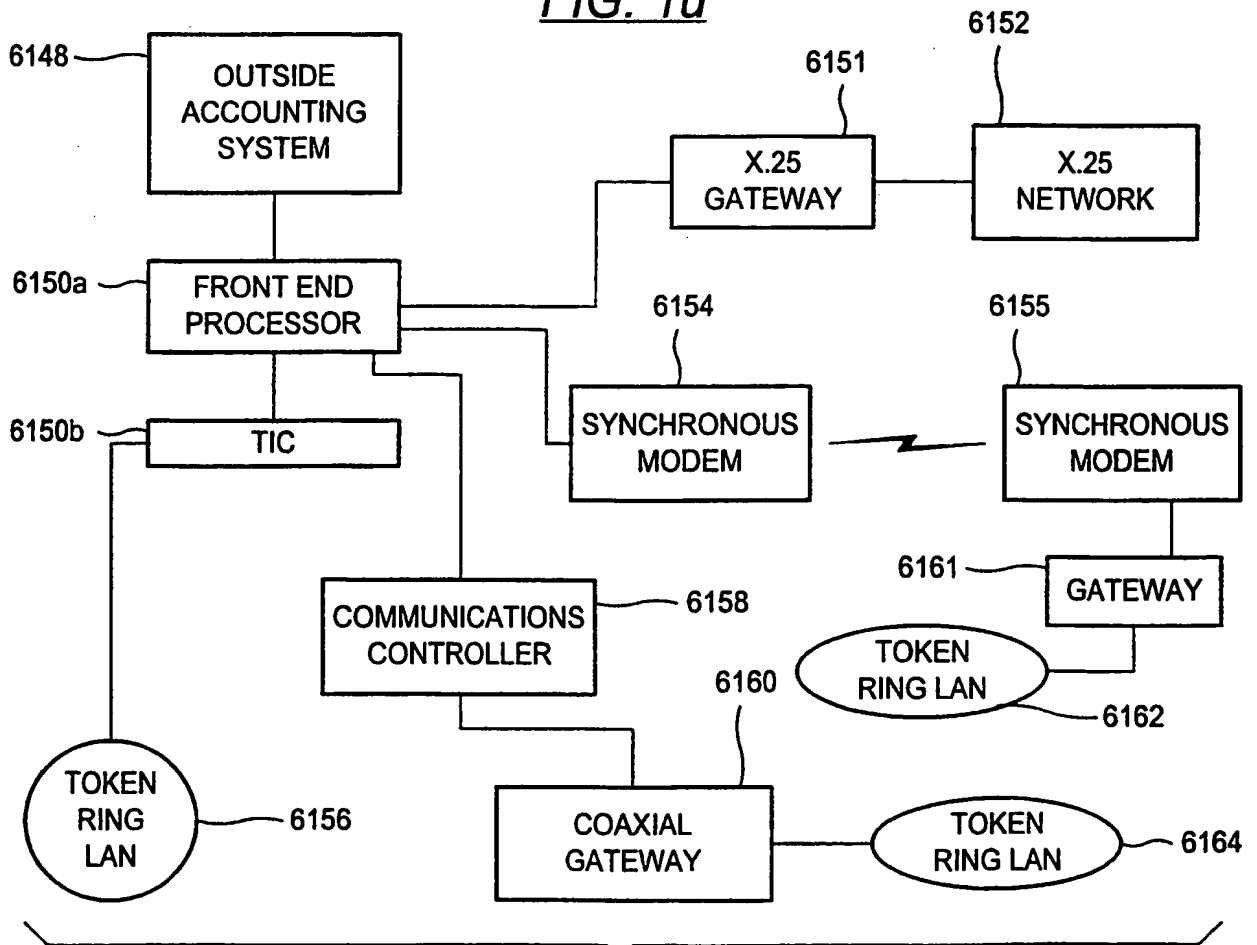 FIG. 1u
6148
OUTSIDE
ACCOUNTING
SYSTEM
6151
6152
X.25
GATEWAY
X.25
NETWORK
6150a
FRONT END
PROCESSOR
6154
6155
6150b
TIC
SYNCHRONOUS
MODEM
SYNCHRONOUS
MODEM
6161
GATEWAY
COMMUNICATIONS
CONTROLLER
6158
TOKEN
RING LAN
6162
6160
TOKEN
RING
LAN
6156
COAXIAL
GATEWAY
TOKEN
RING LAN
6164